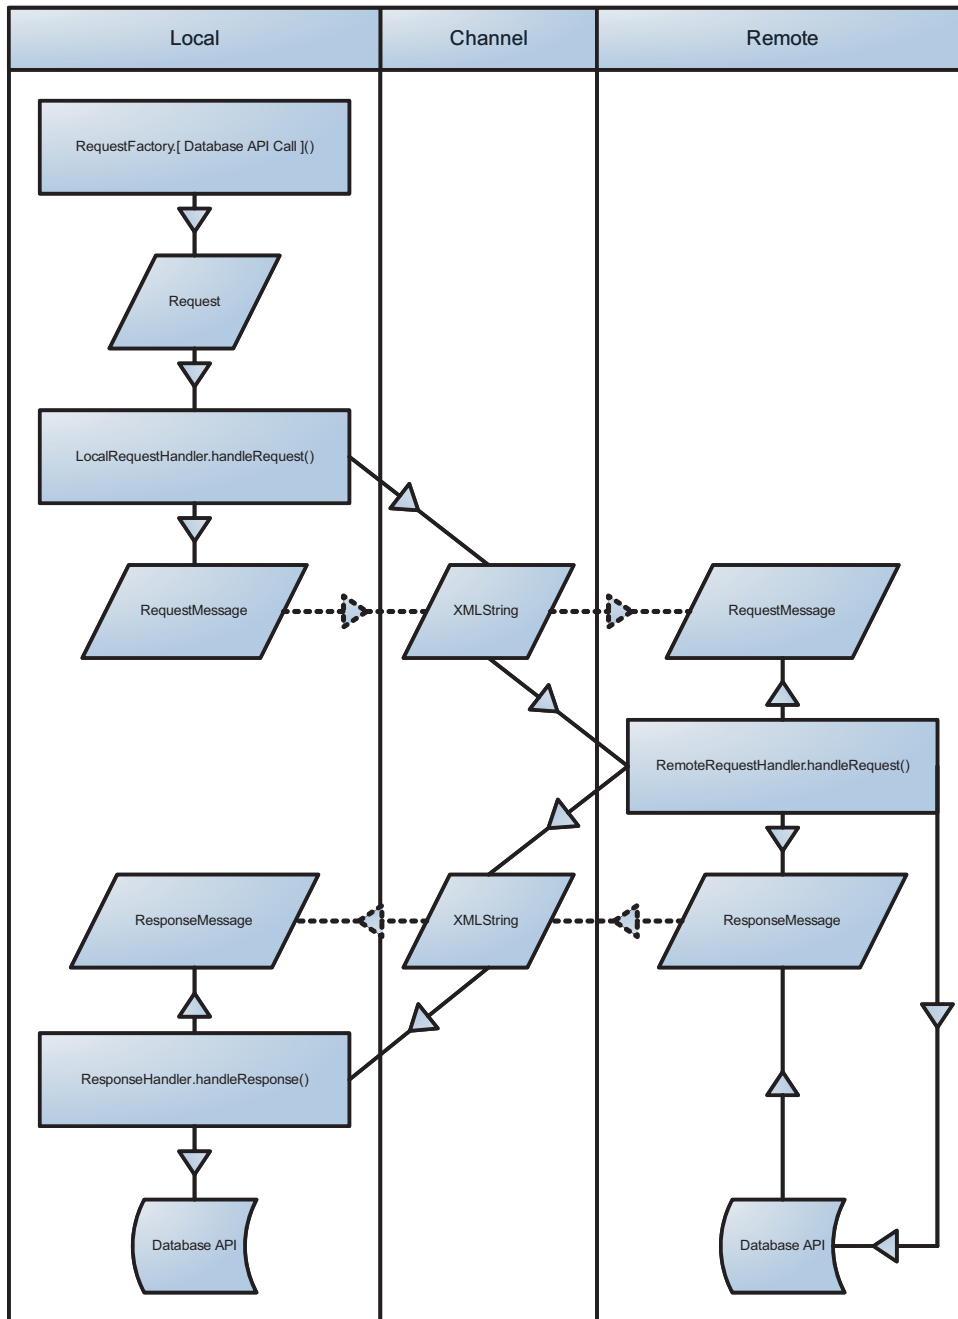 Local
Channel
Remote
RequestFactory.[ Database API Call ]()
Request
LocalRequestHandler.handleRequest()
RequestMessage
XMLString
RequestMessage
RemoteRequestHandler.handleRequest()
ResponseMessage
XMLString
ResponseMessage
ResponseHandler.handleResponse()
Database API
Database API